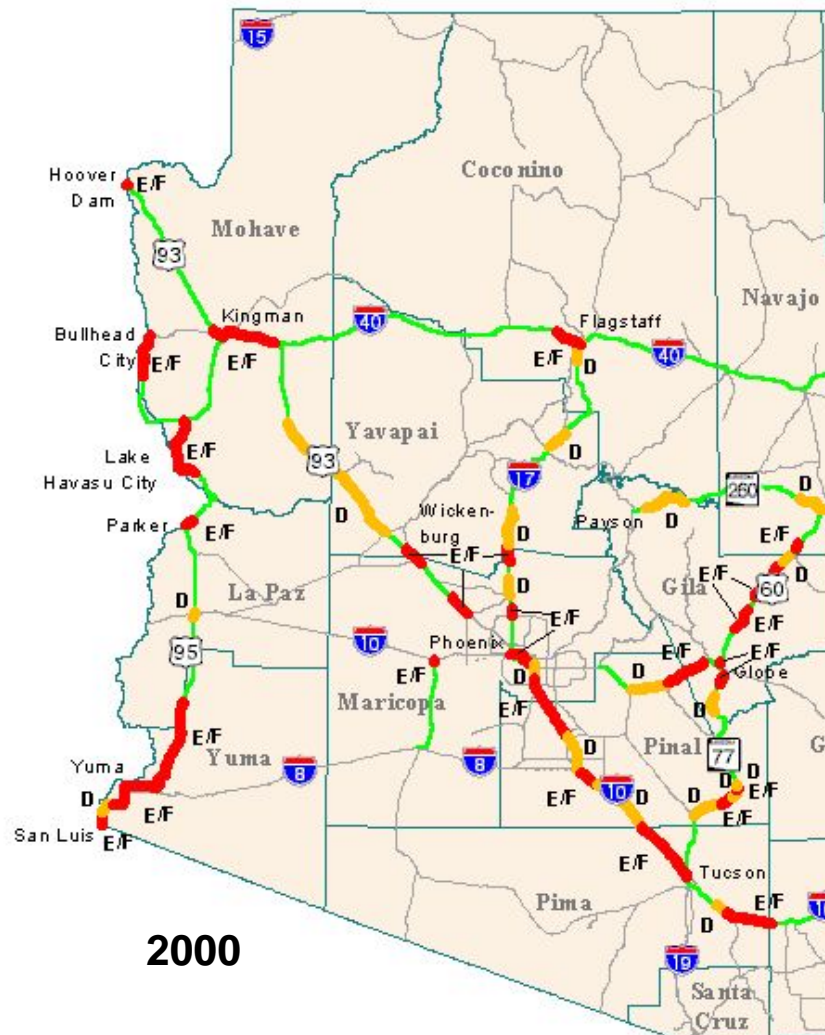 15
Coconino
Hoover
Dam
E/F
Mohave
93
Navajo
Kingman
40
Flagstaff
Bullhead
City
E/F
E/F
E/F
D
40
Yavapai
Lake
Havasu City
E/F
93
D
17
Wicken-
burg
260
D
Payson
D
Parker
E/F
D
D
E/F
E/F
D
E/F
60
La Paz
D
D
Gila
E/F
E/F
10
Phoenix
E/F
E/F
Globe
95
E/F
D
D
Maricopa
E/F
D
E/F
Yuma
8
8
D
Pinal
77
G
Yuma
D
E/F
E/F
10
D
D
D
E/F
E/F
San Luis
E/F
E/F
Tucson
Pima
E/F
D
1
2000
19
Santa
Cruz